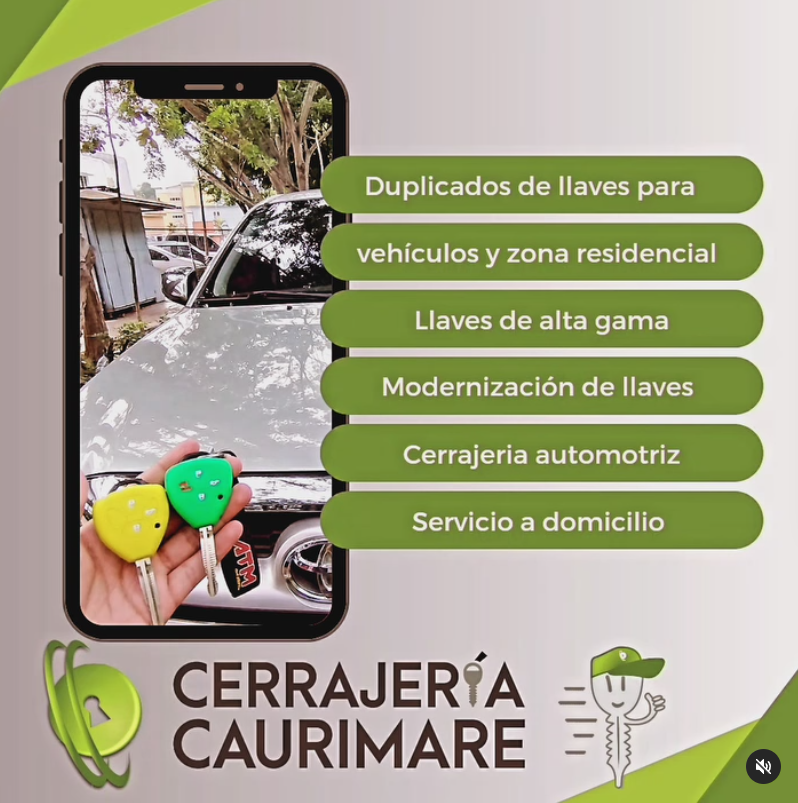 Duplicados de llaves para
vehículos y zona residencial
Llaves de alta gama
Modernización de llaves
Cerrajeria automotriz
Servicio a domicilio
ATM
CERRAJERÍA
CAURIMARE